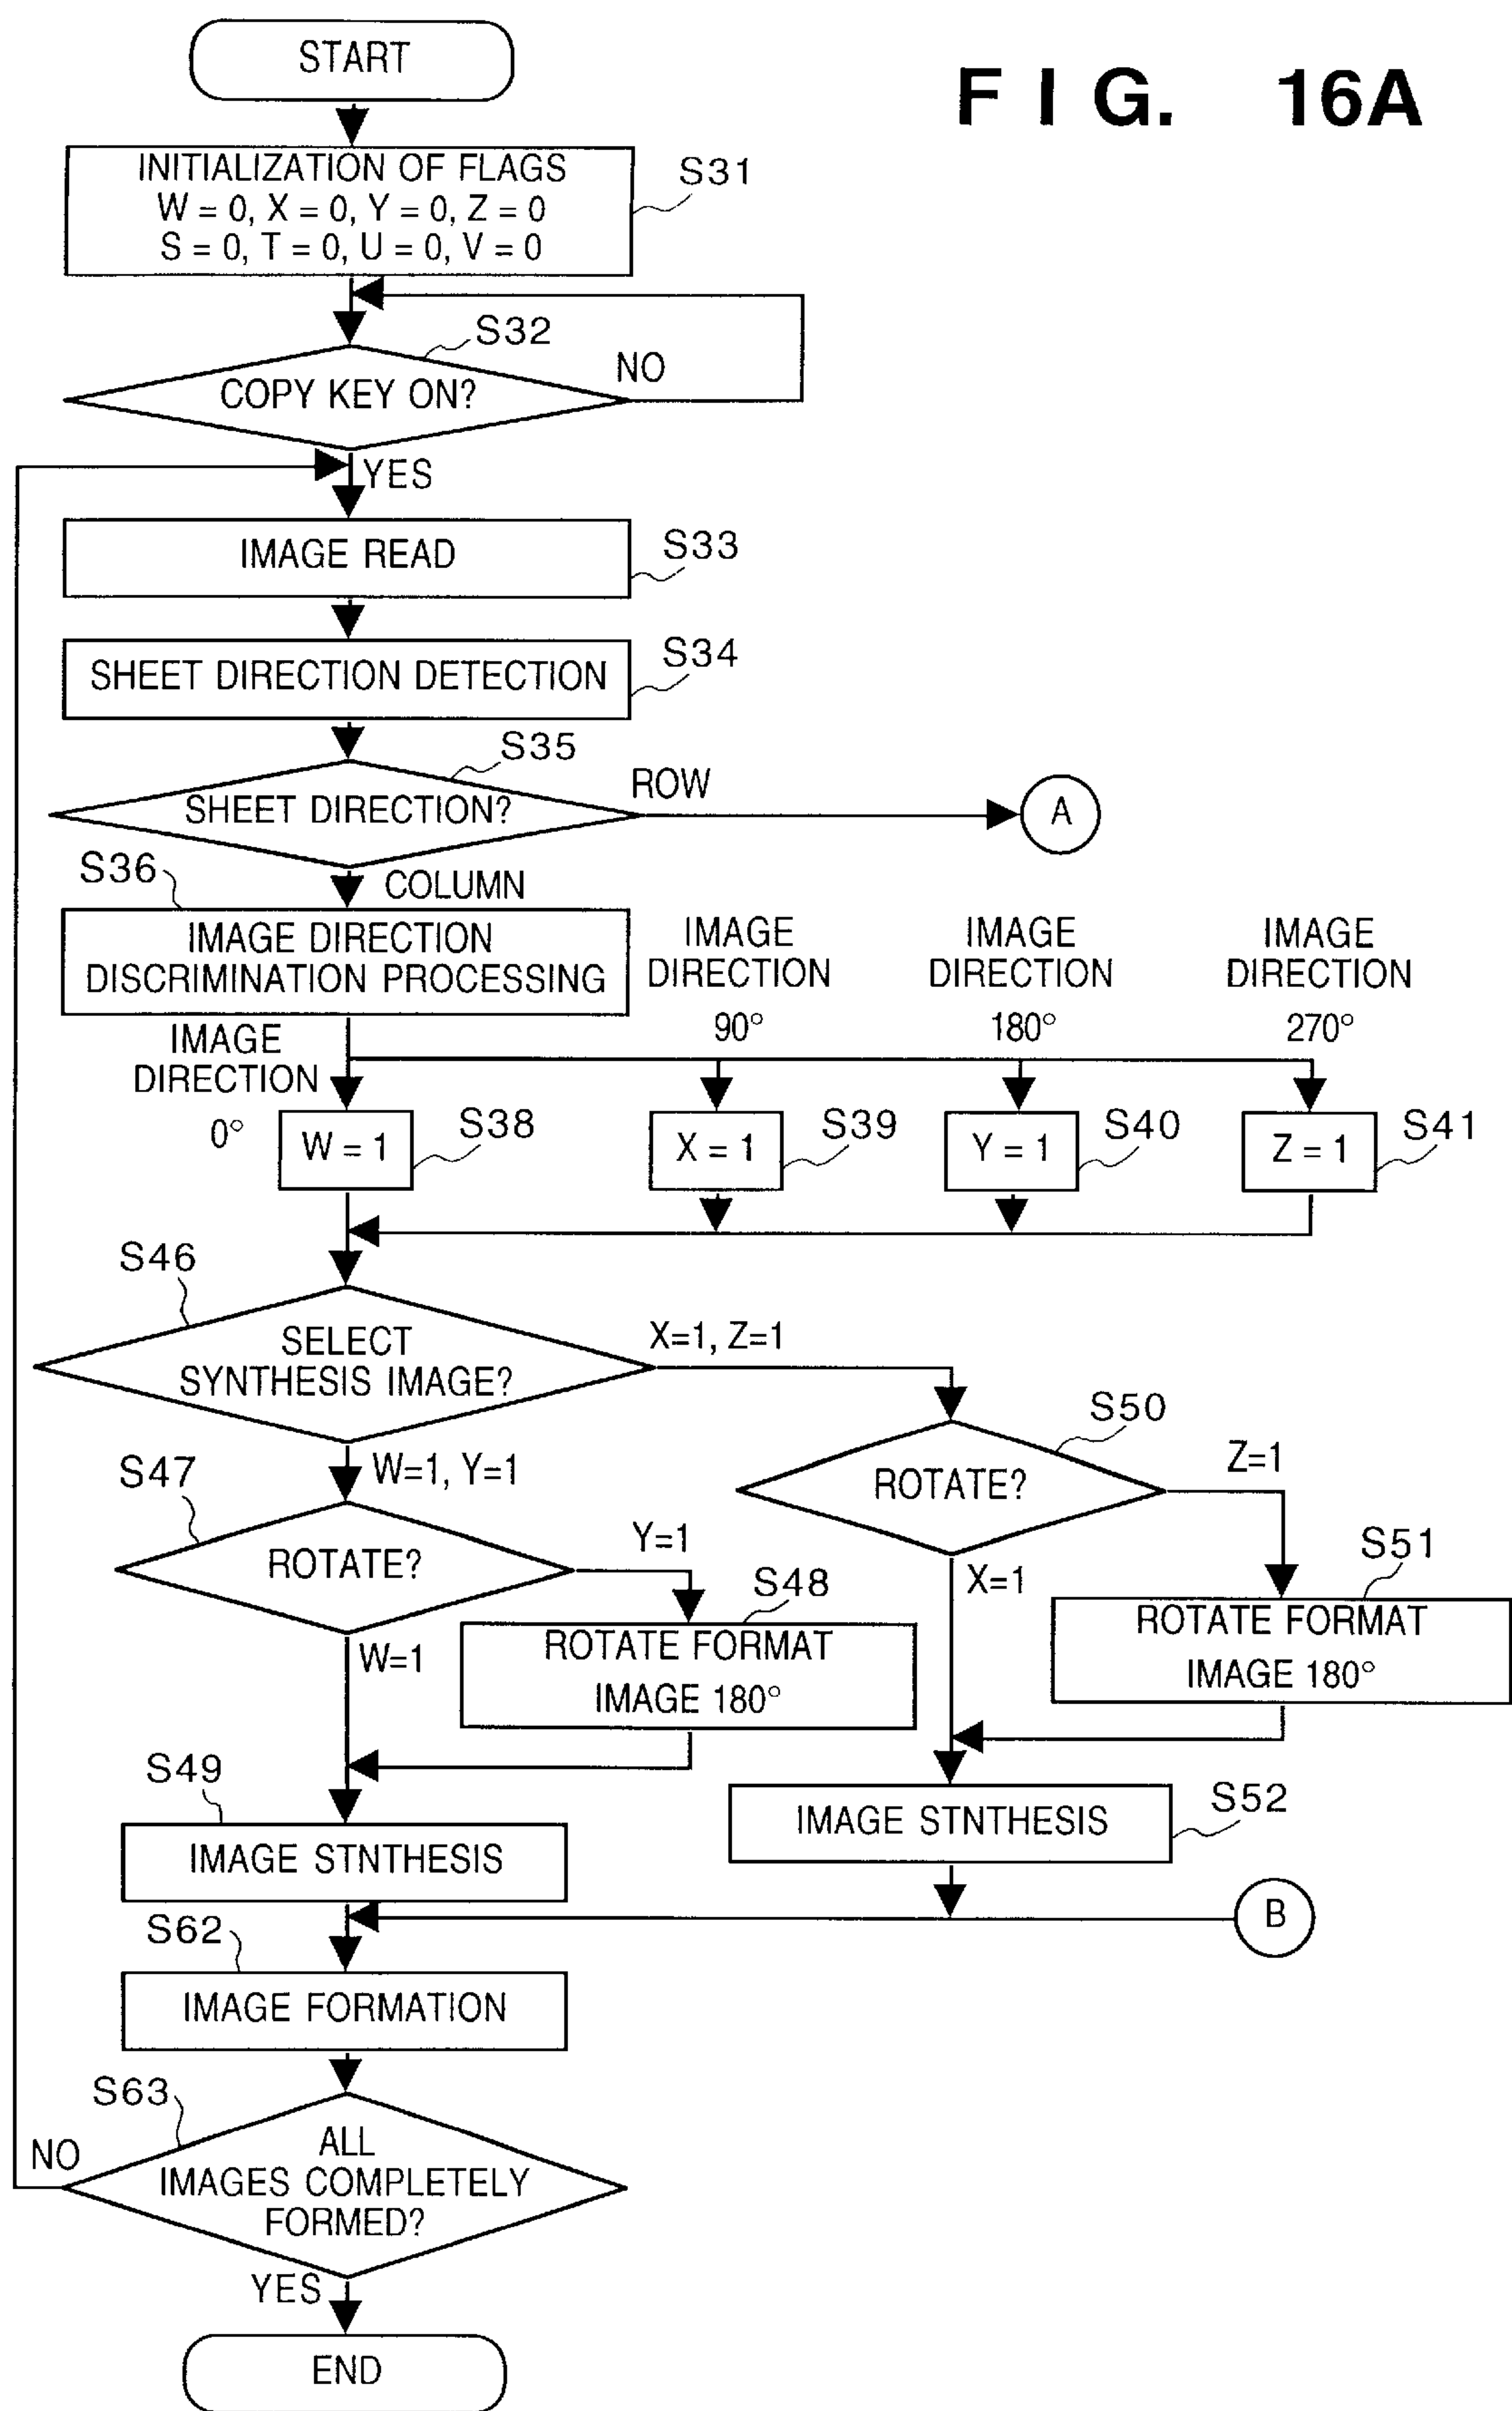 FIG. 16A
START
INITIALIZATION OF FLAGS
W = 0, X = 0, Y = 0, Z = 0
S = 0, T = 0, U = 0, V = 0
S31
S32
COPY KEY ON?
NO
YES
IMAGE READ
S33
SHEET DIRECTION DETECTION
S34
S35
SHEET DIRECTION?
ROW
A
S36
COLUMN
IMAGE DIRECTION
DISCRIMINATION PROCESSING
IMAGE
DIRECTION
0°
IMAGE
DIRECTION
90°
IMAGE
DIRECTION
180°
IMAGE
DIRECTION
270°
W = 1
S38
X = 1
S39
Y = 1
S40
Z = 1
S41
S46
SELECT
SYNTHESIS IMAGE?
X=1, Z=1
W=1, Y=1
S47
ROTATE?
Y=1
W=1
S48
ROTATE FORMAT
IMAGE 180°
S50
ROTATE?
Z=1
X=1
S51
ROTATE FORMAT
IMAGE 180°
S49
IMAGE STNTHESIS
IMAGE STNTHESIS
S52
B
S62
IMAGE FORMATION
S63
NO
ALL
IMAGES COMPLETELY
FORMED?
YES
END